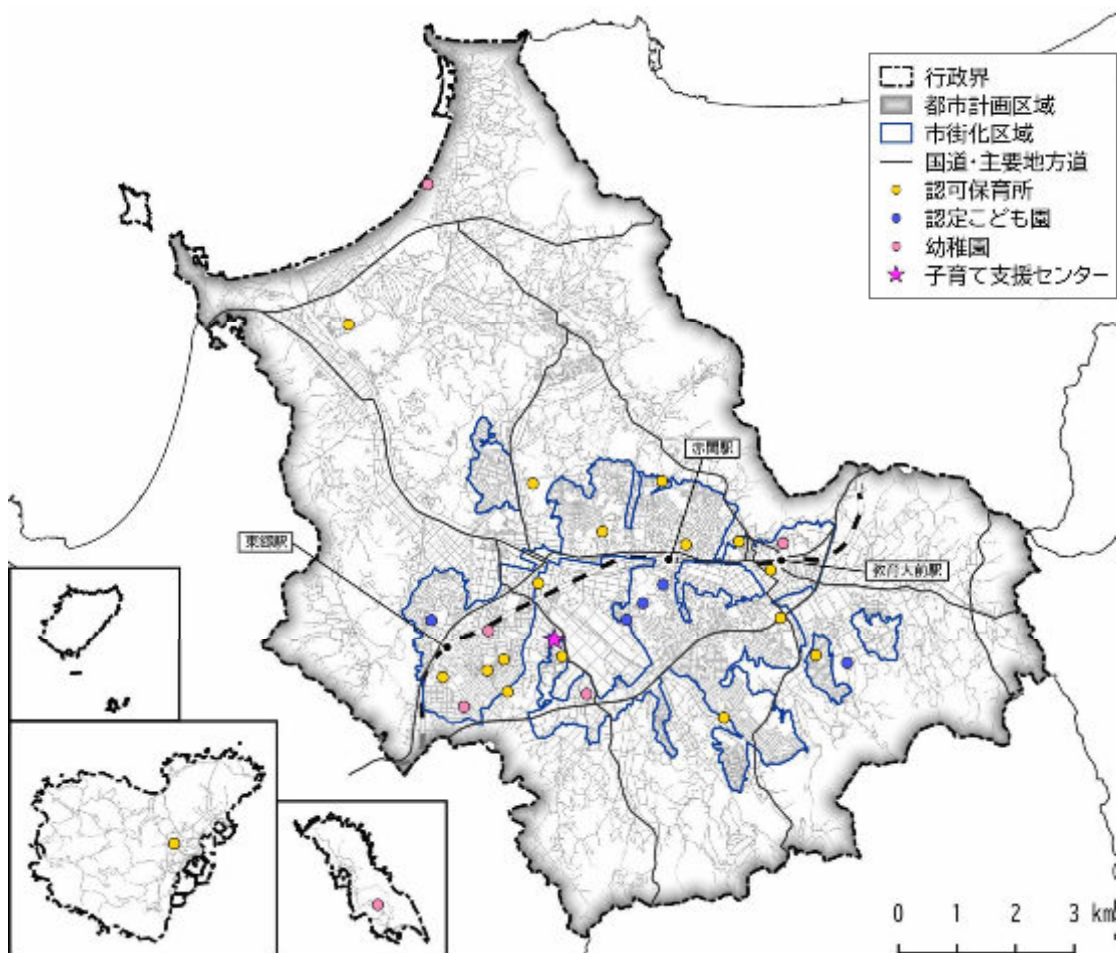 行政界
都市計画区域
市街化区域
国道・主要地方道
認可保育所
認定こども園
幼稚園
子育て支援センター
赤間駅
東郷駅
教育大前駅
0 1 2 3 km